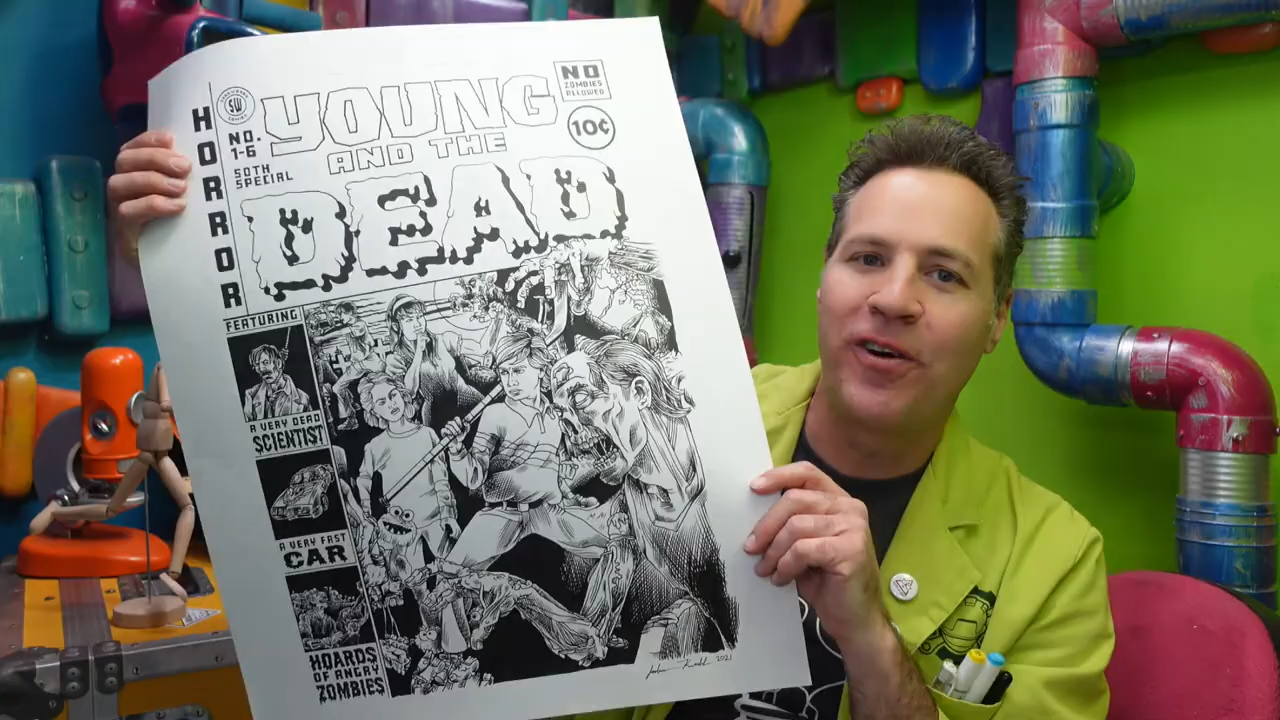 HORROR
SW
NO.
1-6
50TH
SPECIAL
YOUNG
AND THE
DEAD
NO
ZOMBIES
ALLOWED
10¢
FEATURING
A VERY DEAD
SCIENTIST
A VERY FAST
CAR
HOARDS
OF ANGRY
ZOMBIES
2021